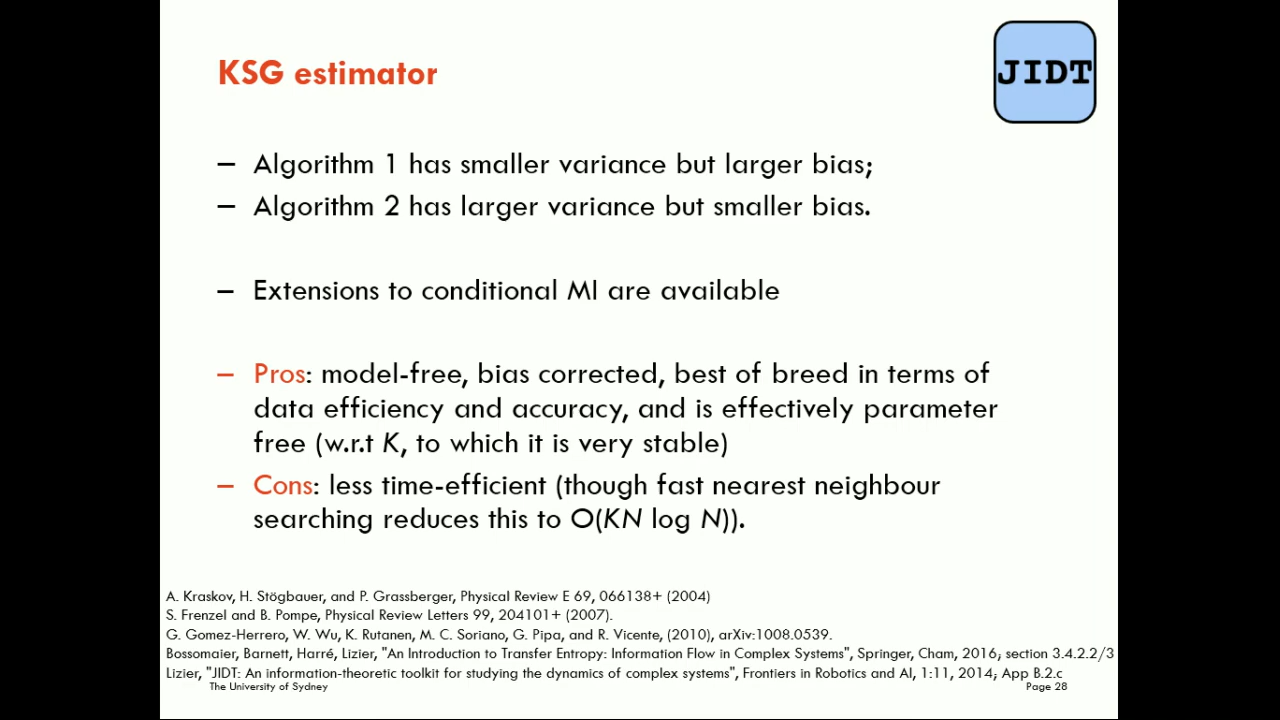 KSG estimator
JIDT
– Algorithm 1 has smaller variance but larger bias;
– Algorithm 2 has larger variance but smaller bias.
– Extensions to conditional MI are available
– Pros: model-free, bias corrected, best of breed in terms of
data efficiency and accuracy, and is effectively parameter
free (w.r.t K, to which it is very stable)
– Cons: less time-efficient (though fast nearest neighbour
searching reduces this to O(KN log N)).
A. Kraskov, H. Stögbauer, and P. Grassberger, Physical Review E 69, 066138+ (2004)
S. Frenzel and B. Pompe, Physical Review Letters 99, 204101+ (2007).
G. Gomez-Herrero, W. Wu, K. Rutanen, M. C. Soriano, G. Pipa, and R. Vicente, (2010), arXiv:1008.0539.
Bossomaier, Barnett, Harré, Lizier, "An Introduction to Transfer Entropy: Information Flow in Complex Systems", Springer, Cham, 2016; section 3.4.2.2/3
Lizier, "JIDT: An information-theoretic toolkit for studying the dynamics of complex systems", Frontiers in Robotics and AI, 1:11, 2014; App B.2.c
The University of Sydney
Page 28